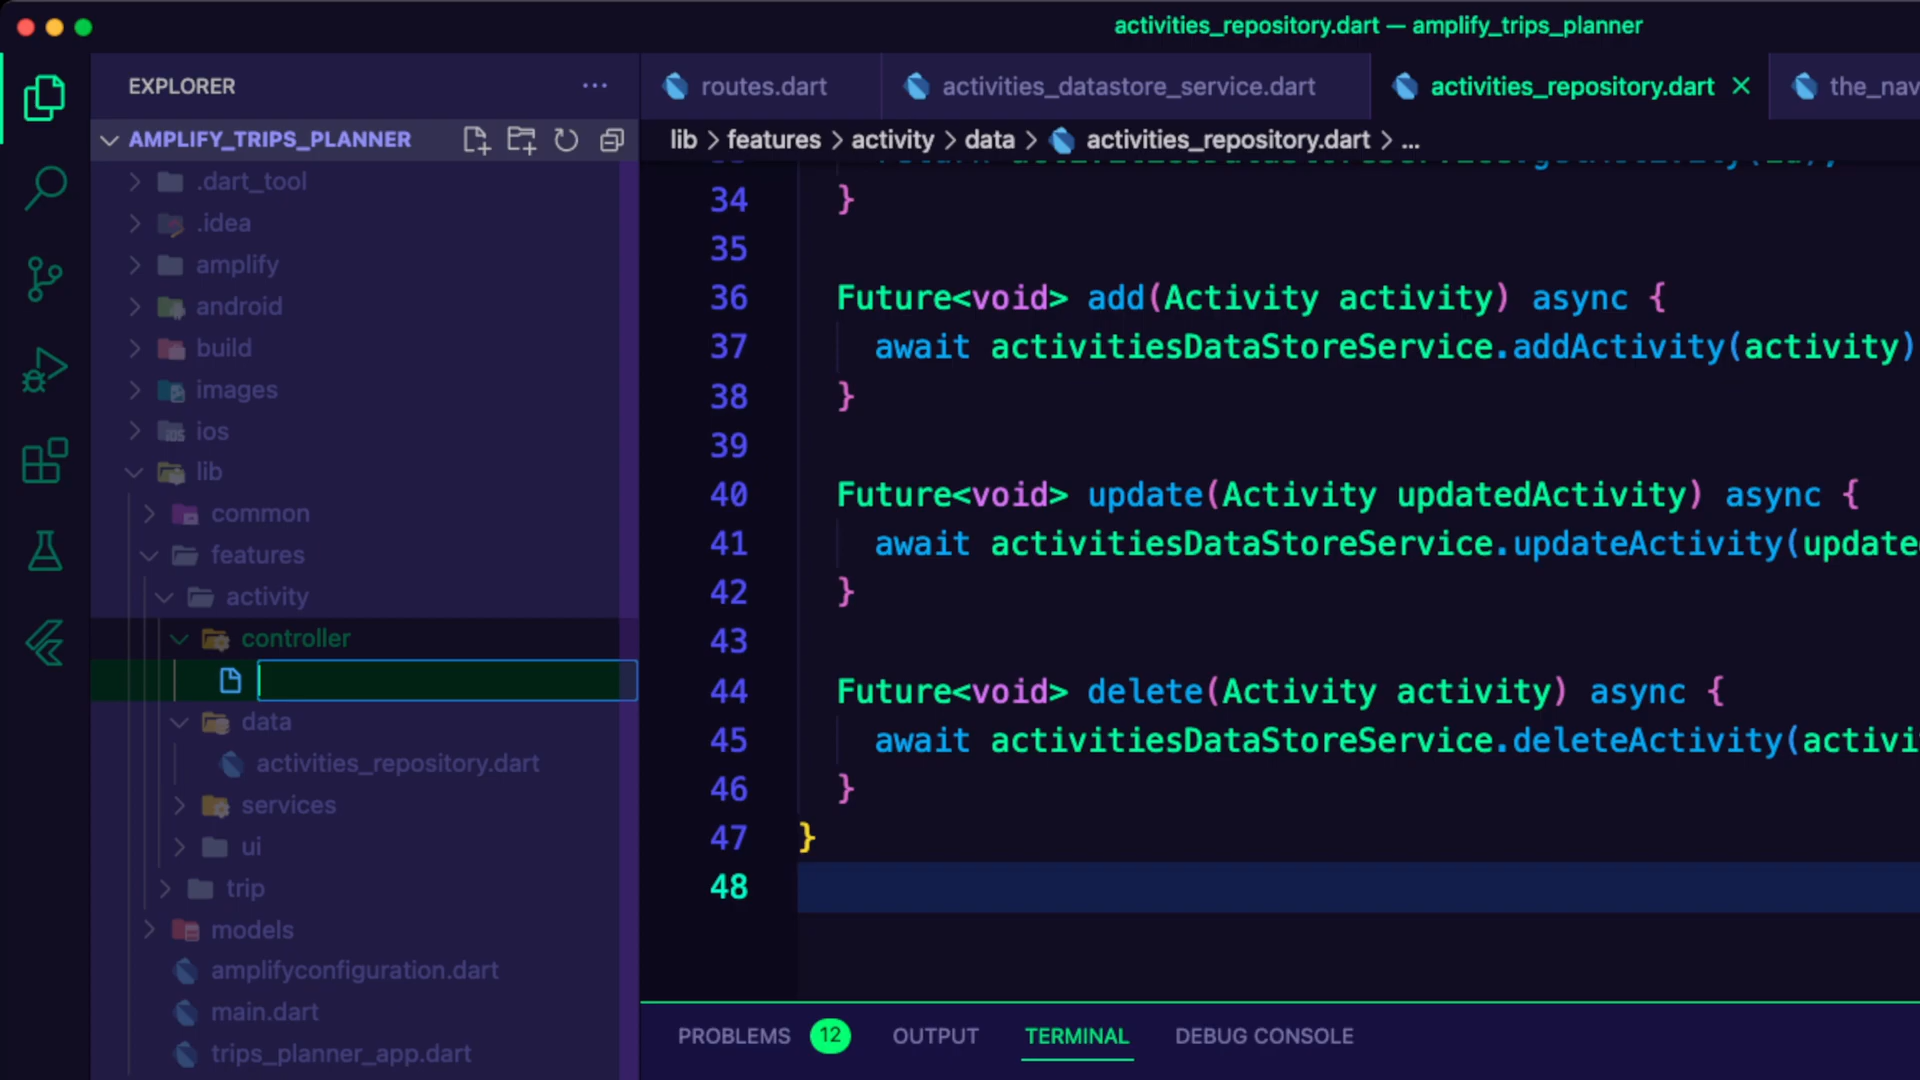 activities_repository.dart — amplify_trips_planner
EXPLORER
AMPLIFY_TRIPS_PLANNER
.dart_tool
.idea
amplify
android
build
images
ios
lib
common
features
activity
controller
data
activities_repository.dart
services
ui
trip
models
amplifyconfiguration.dart
main.dart
trips_planner_app.dart
routes.dart
activities_datastore_service.dart
activities_repository.dart
the_nav
lib > features > activity > data > activities_repository.dart > ...
34 }
35
36 Future<void> add(Activity activity) async {
37 await activitiesDataStoreService.addActivity(activity)
38 }
39
40 Future<void> update(Activity updatedActivity) async {
41 await activitiesDataStoreService.updateActivity(update
42 }
43
44 Future<void> delete(Activity activity) async {
45 await activitiesDataStoreService.deleteActivity(activi
46 }
47 }
48
PROBLEMS 12 OUTPUT TERMINAL DEBUG CONSOLE